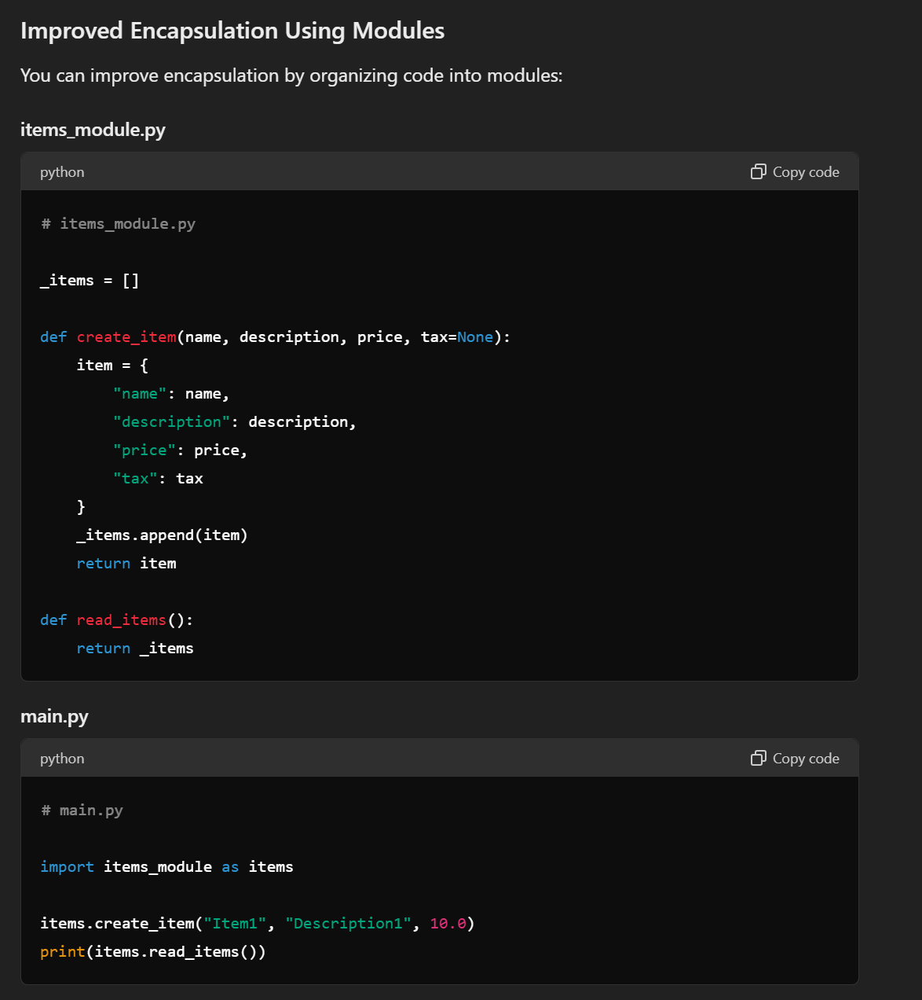 Improved Encapsulation Using Modules
You can improve encapsulation by organizing code into modules:
items_module.py
python
Copy code
# items_module.py
_items = []
def create_item(name, description, price, tax=None):
    item = {
        "name": name,
        "description": description,
        "price": price,
        "tax": tax
    }
    _items.append(item)
    return item
def read_items():
    return _items
main.py
python
Copy code
# main.py
import items_module as items
items.create_item("Item1", "Description1", 10.0)
print(items.read_items())